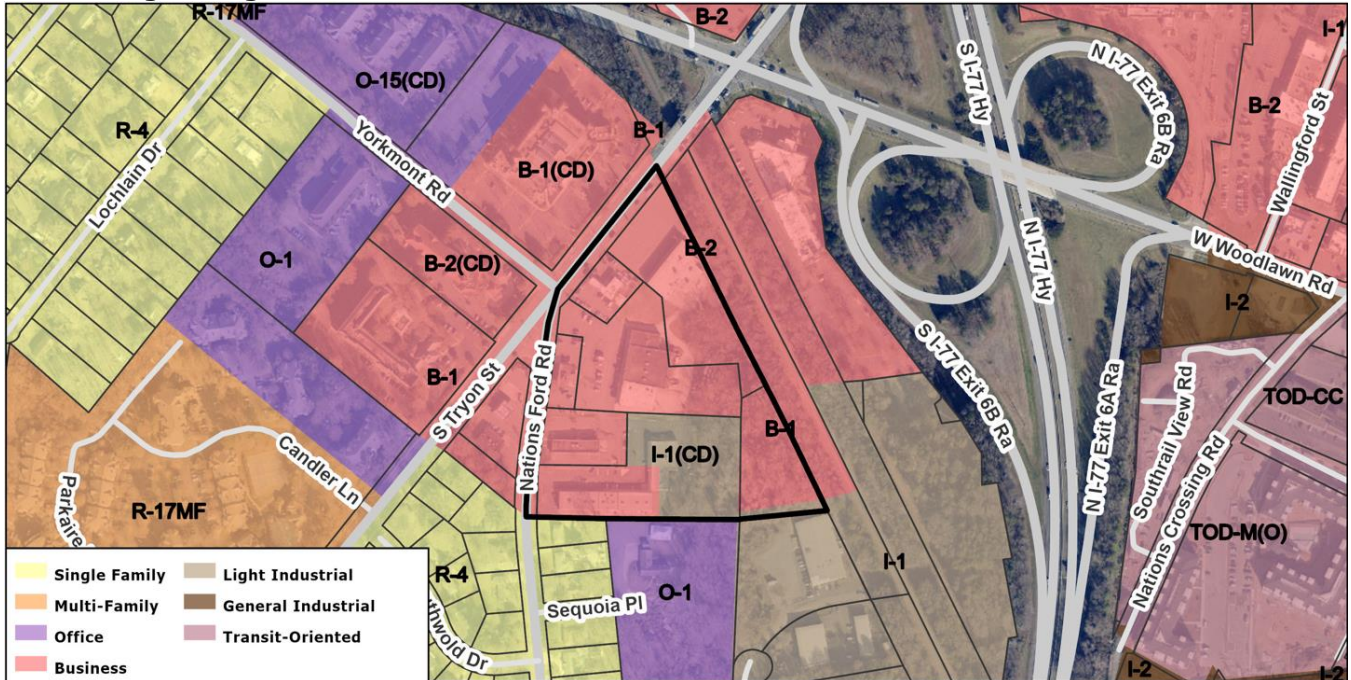 R-17MF
B-2
I-1
O-15(CD)
S I-77 Hy
N I-77 Exit 6B Ra
B-2
Wallingford St
R-4
Lochlain Dr
Yorkmont Rd
B-1
B-1(CD)
N I-77 Hy
W Woodlawn Rd
B-2
O-1
B-2(CD)
I-2
S I-77 Exit 6B Ra
N I-77 Exit 6A Ra
Southrail View Rd
TOD-CC
B-1
S Tryon St
Nations Ford Rd
B-1
I-1(CD)
Nations Crossing Rd
Candler Ln
Parkaire
R-17MF
TOD-M(O)
I-1
R-4
O-1
Sequoia Pl
thwold Dr
I-2
I-2
Single Family
Light Industrial
Multi-Family
General Industrial
Office
Transit-Oriented
Business